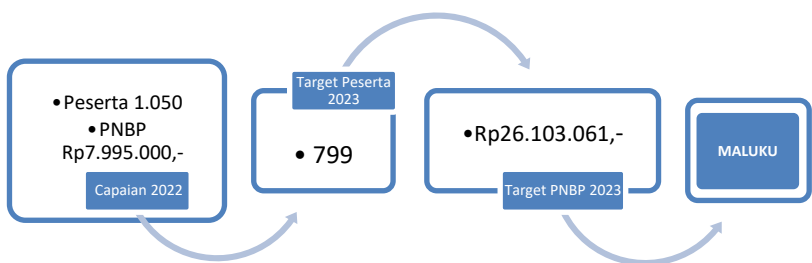 •Peserta 1.050
•PNBP
Rp7.995.000,-
Capaian 2022
Target Peserta
2023
• 799
•Rp26.103.061,-
Target PNBP 2023
MALUKU